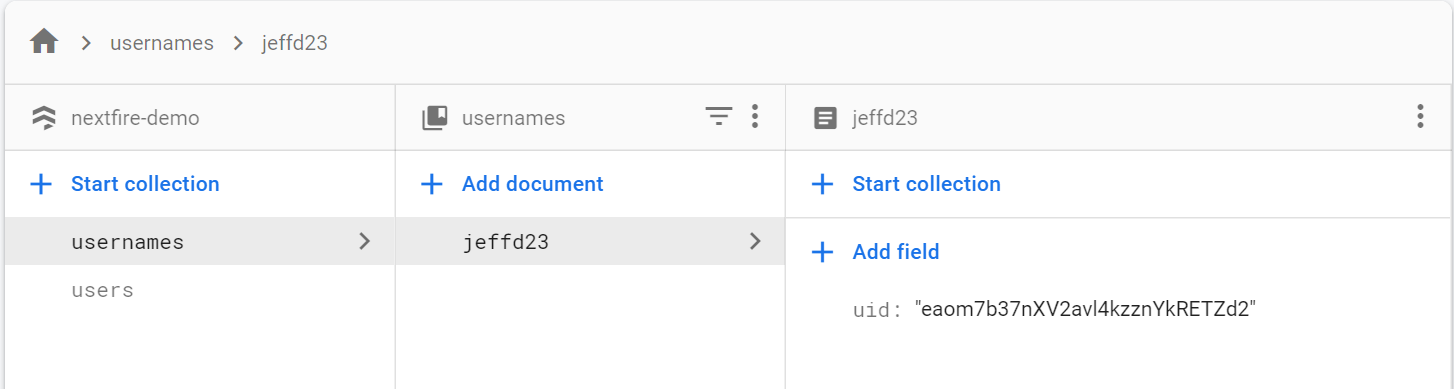 usernames > jeffd23
nextfire-demo
usernames
jeffd23
Start collection
Add document
Start collection
usernames
jeffd23
Add field
users
uid: "eaom7b37nXV2avl4kzznYkRETZd2"